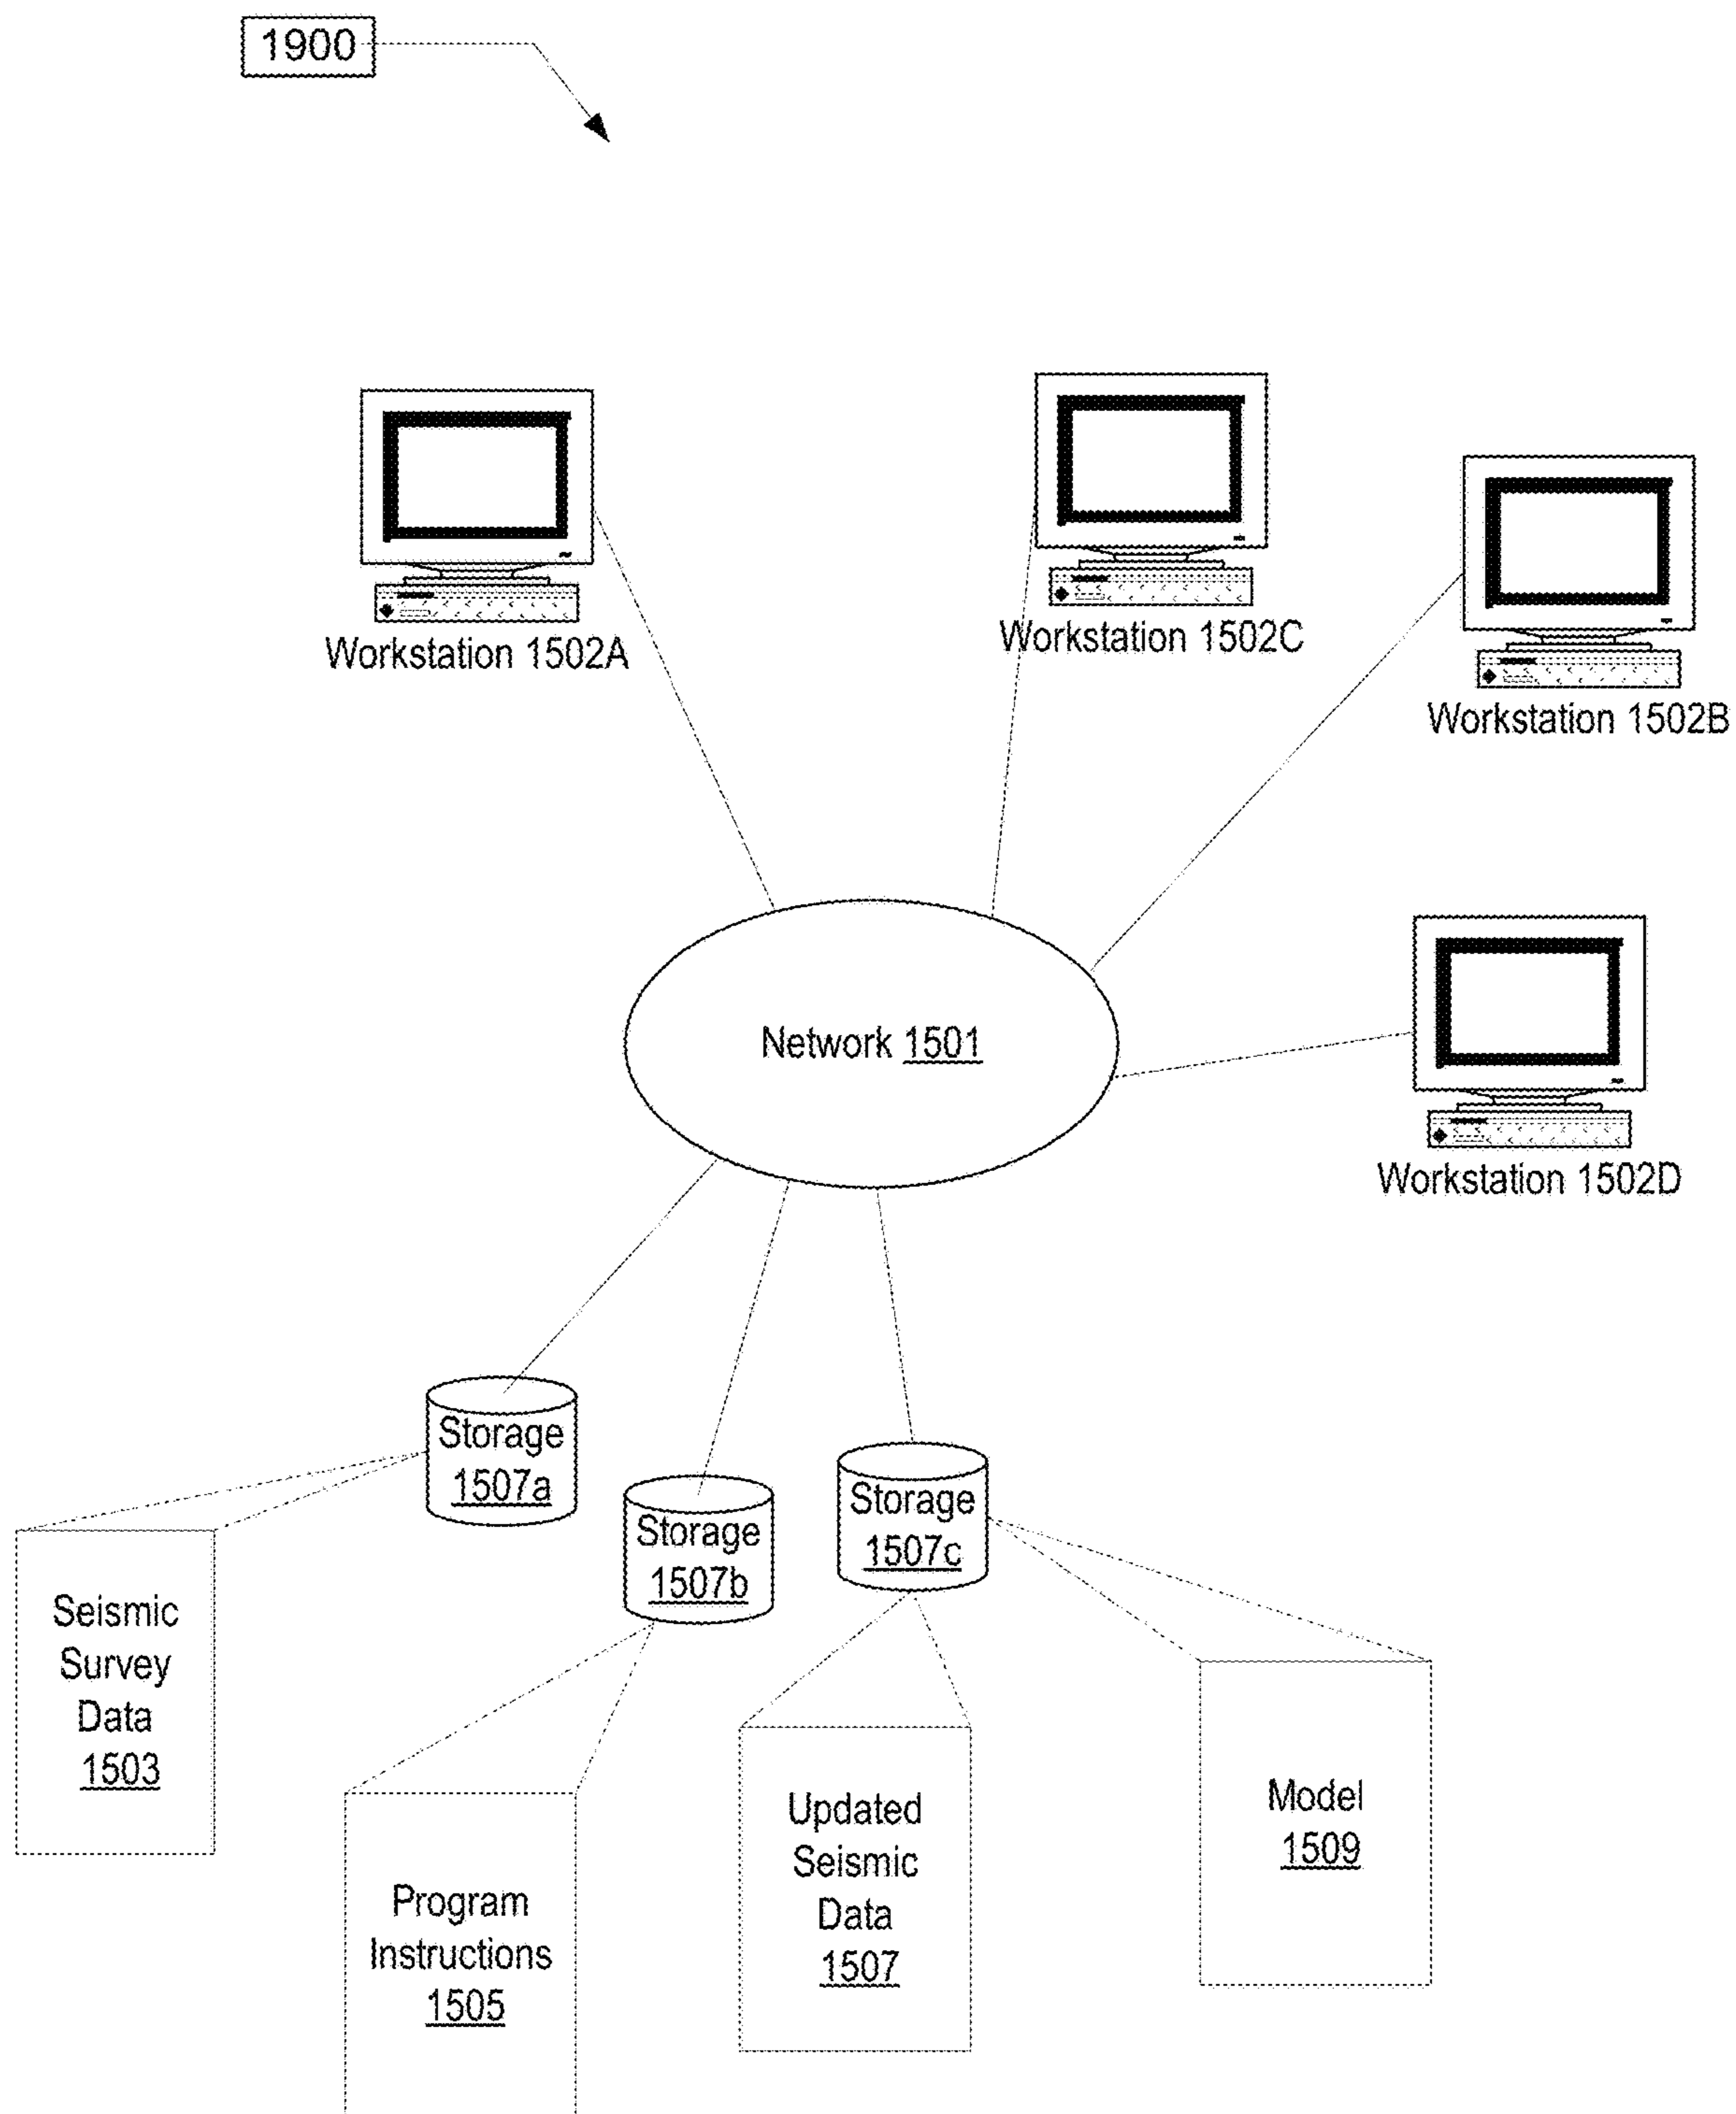 1900
Workstation 1502A
Workstation 1502C
Workstation 1502B
Network 1501
Workstation 1502D
Storage
1507a
Storage
1507b
Storage
1507c
Seismic
Survey
Data
1503
Program
Instructions
1505
Updated
Seismic
Data
1507
Model
1509